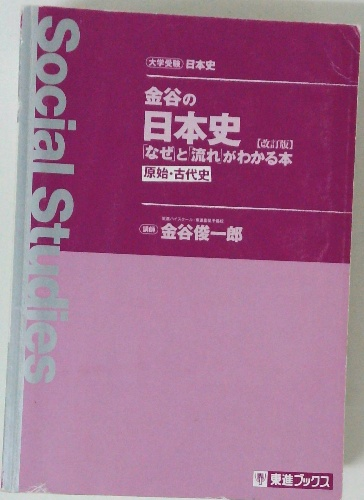 Social Studies
大学受験 日本史
金谷の
日本史
[改訂版]
「なぜ」と「流れ」がわかる本
原始・古代史
東進ハイスクール・東進衛星予備校
講師 金谷俊一郎
東進ブックス